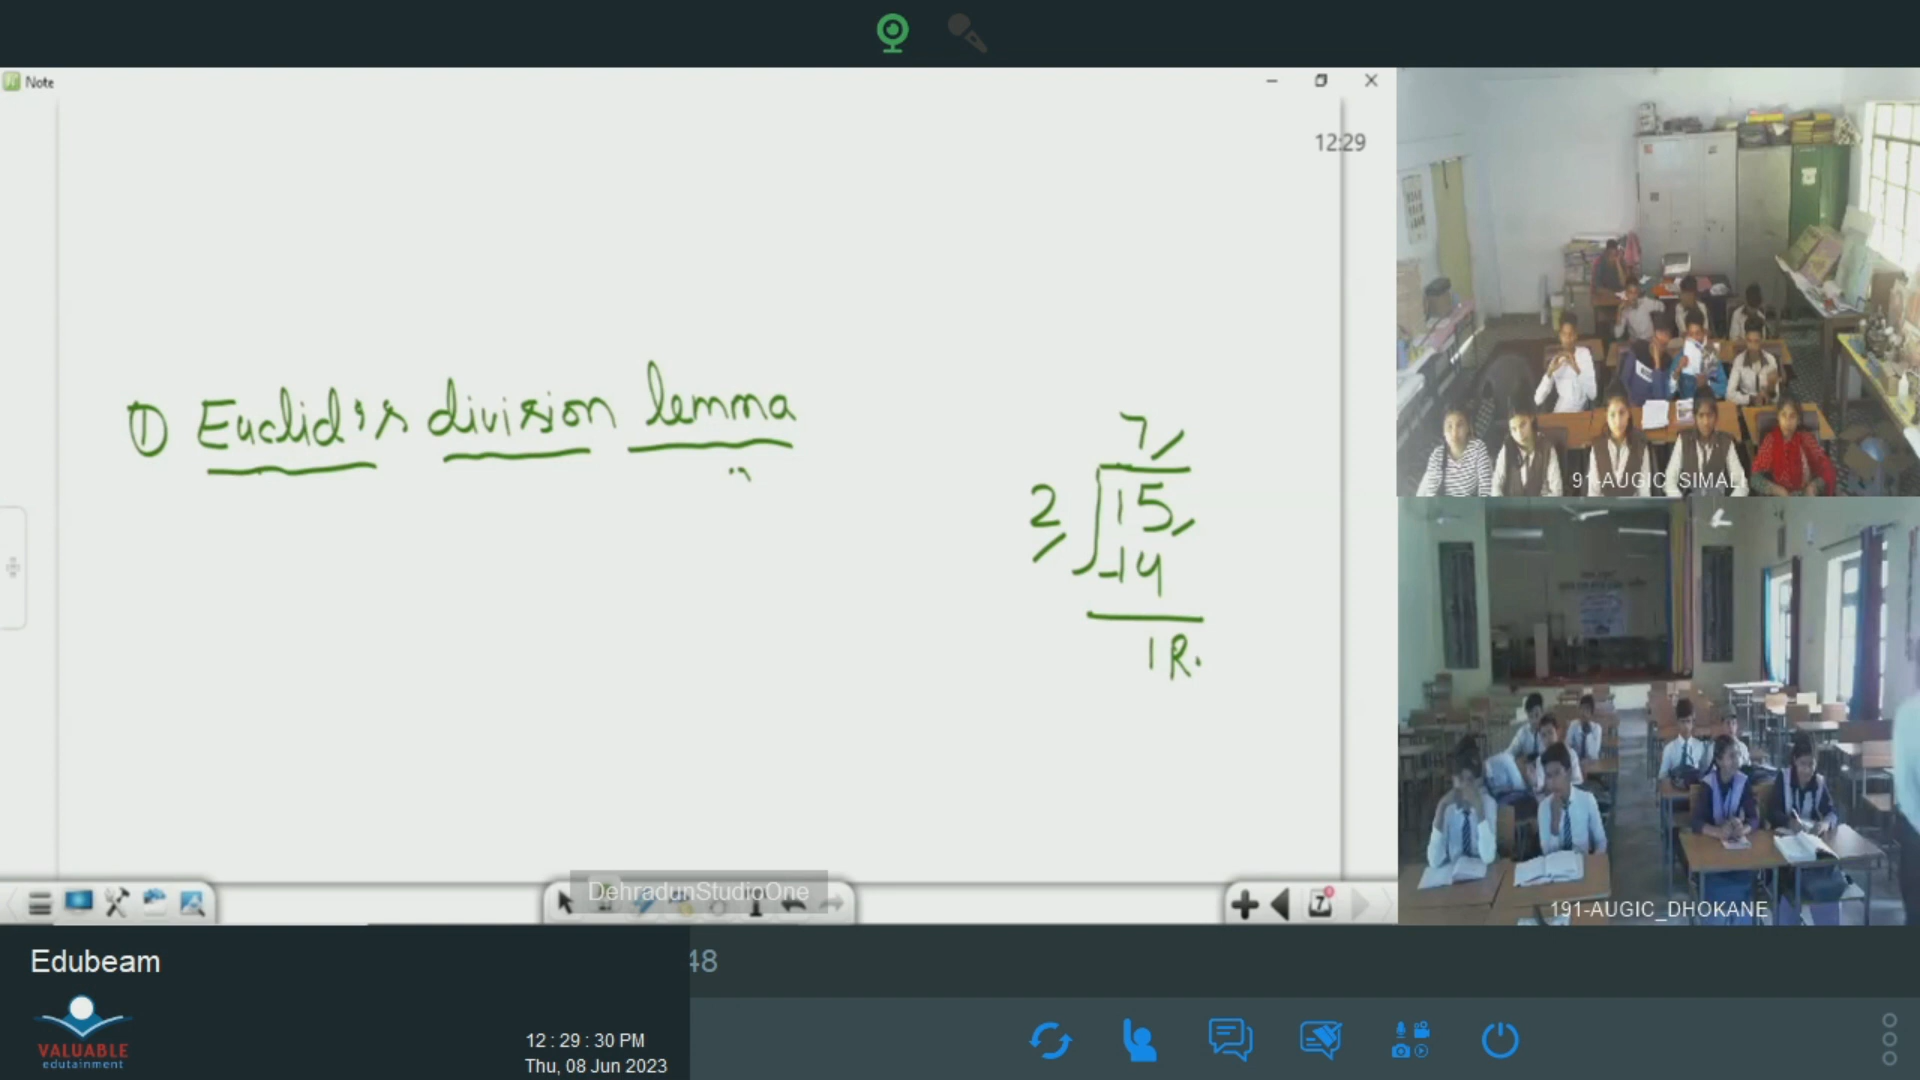 Note
12:29
① Euclid's division lemma
7
2 15
-14
1 R.
91-AUGIC_SIMALI
191-AUGIC_DHOKANE
DehradunStudioOne
7
Edubeam
48
VALUABLE
edutainment
12 : 29 : 30 PM
Thu, 08 Jun 2023